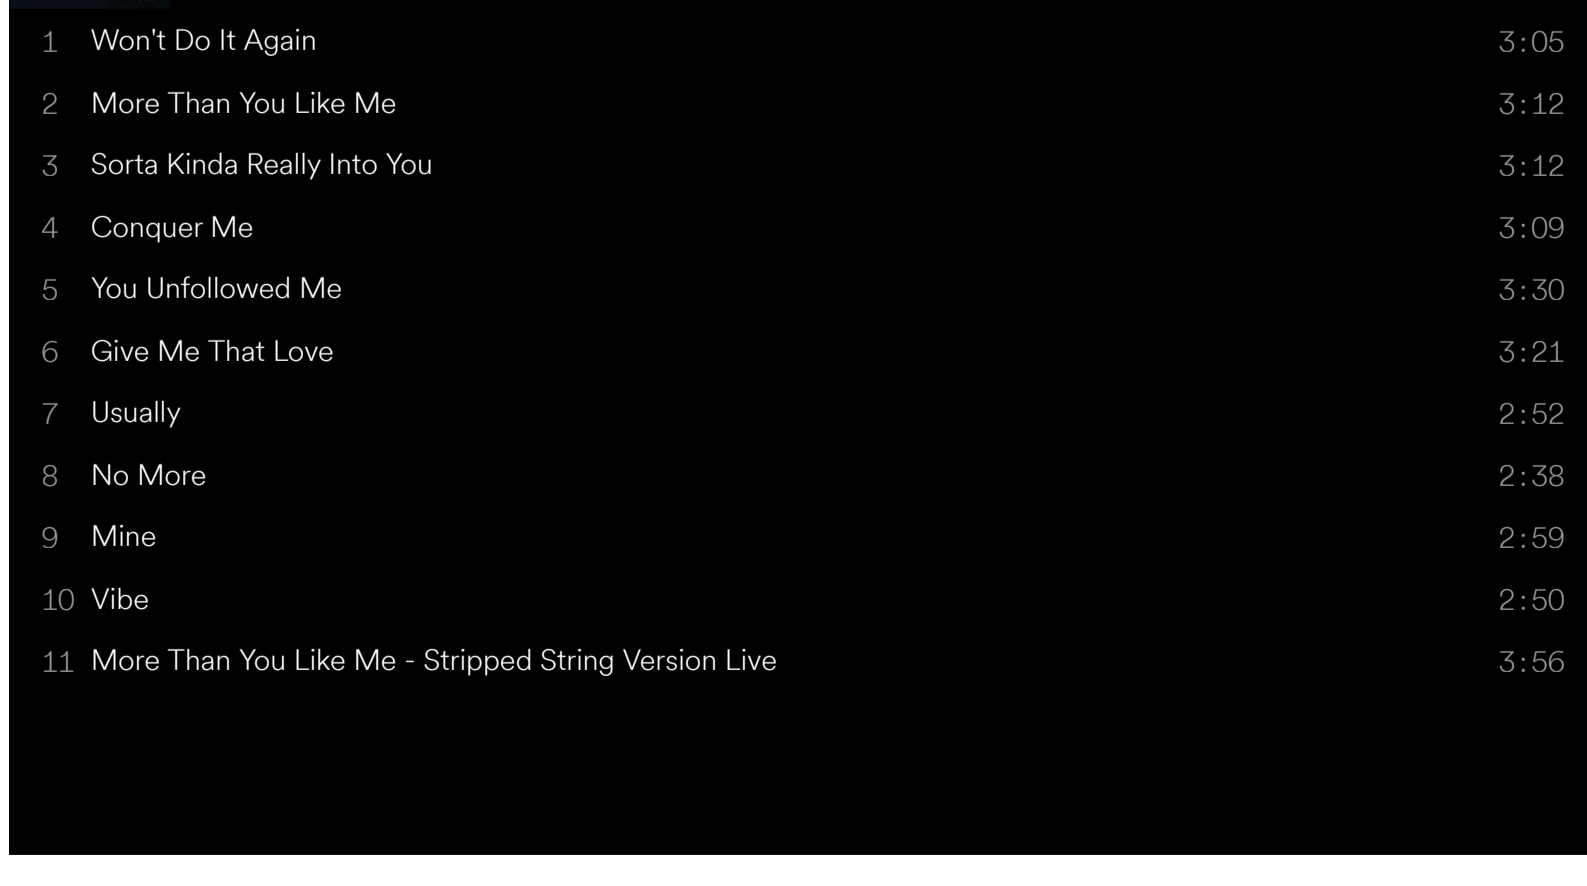 1 Won't Do It Again 3:05
2 More Than You Like Me 3:12
3 Sorta Kinda Really Into You 3:12
4 Conquer Me 3:09
5 You Unfollowed Me 3:30
6 Give Me That Love 3:21
7 Usually 2:52
8 No More 2:38
9 Mine 2:59
10 Vibe 2:50
11 More Than You Like Me - Stripped String Version Live 3:56